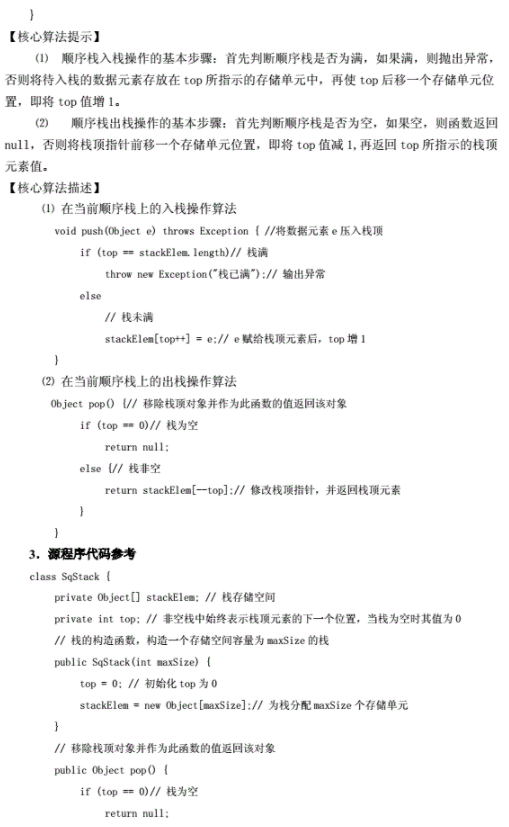 }
【核心算法提示】
⑴ 顺序栈入栈操作的基本步骤：首先判断顺序栈是否为满，如果满，则抛出异常，
否则将待入栈的数据元素存放在 top 所指示的存储单元中，再使 top 后移一个存储单元位
置，即将 top 值增 1。
⑵ 顺序栈出栈操作的基本步骤：首先判断顺序栈是否为空，如果空，则函数返回
null，否则将栈顶指针前移一个存储单元位置，即将 top 值减 1,再返回 top 所指示的栈顶
元素值。
【核心算法描述】
⑴ 在当前顺序栈上的入栈操作算法
void push(Object e) throws Exception { //将数据元素 e 压入栈顶
if (top == stackElem.length)// 栈满
throw new Exception("栈已满");// 输出异常
else
// 栈未满
stackElem[top++] = e;// e 赋给栈顶元素后，top 增 1
}
⑵ 在当前顺序栈上的出栈操作算法
Object pop() {// 移除栈顶对象并作为此函数的值返回该对象
if (top == 0)// 栈为空
return null;
else {// 栈非空
return stackElem[--top];// 修改栈顶指针，并返回栈顶元素
}
}
3．源程序代码参考
class SqStack {
private Object[] stackElem; // 栈存储空间
private int top; // 非空栈中始终表示栈顶元素的下一个位置，当栈为空时其值为 0
// 栈的构造函数，构造一个存储空间容量为 maxSize 的栈
public SqStack(int maxSize) {
top = 0; // 初始化 top 为 0
stackElem = new Object[maxSize];// 为栈分配 maxSize 个存储单元
}
// 移除栈顶对象并作为此函数的值返回该对象
public Object pop() {
if (top == 0)// 栈为空
return null;